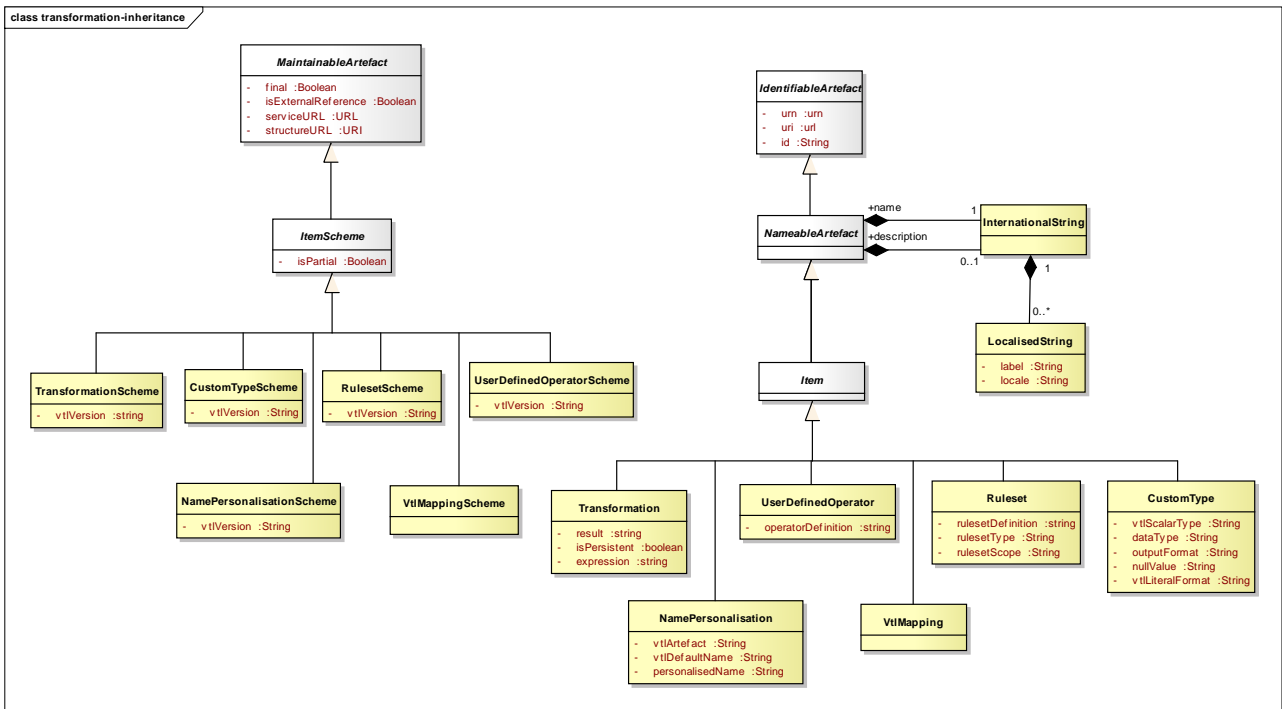 class transformation-inheritance
MaintainableArtefact
- final :Boolean
- isExternalReference :Boolean
- serviceURL :URL
- structureURL :URI
IdentifiableArtefact
- urn :urn
- uri :url
- id :String
ItemScheme
- isPartial :Boolean
NameableArtefact
+name
1
+description
0..1
InternationalString
1
0..*
LocalisedString
- label :String
- locale :String
Item
TransformationScheme
- vtlVersion :string
CustomTypeScheme
- vtlVersion :String
RulesetScheme
- vtlVersion :String
UserDefinedOperatorScheme
- vtlVersion :String
NamePersonalisationScheme
- vtlVersion :String
VtlMappingScheme
Transformation
- result :string
- isPersistent :boolean
- expression :string
UserDefinedOperator
- operatorDefinition :string
Ruleset
- rulesetDefinition :string
- rulesetType :String
- rulesetScope :String
CustomType
- vtlScalarType :String
- dataType :String
- outputFormat :String
- nullValue :String
- vtlLiteralFormat :String
NamePersonalisation
- vtlArtefact :String
- vtlDefaultName :String
- personalisedName :String
VtlMapping